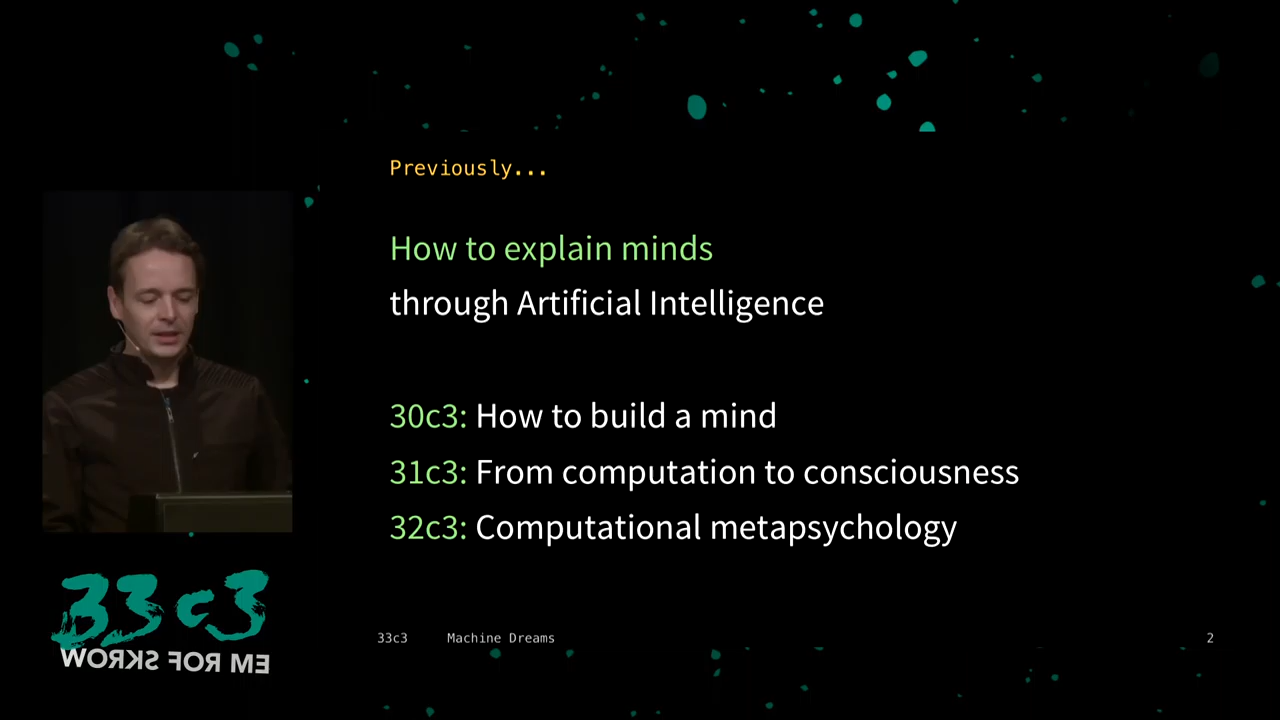 Previously...
How to explain minds
through Artificial Intelligence
30c3: How to build a mind
31c3: From computation to consciousness
32c3: Computational metapsychology
33c3
WORKS FOR ME
33c3 Machine Dreams 2